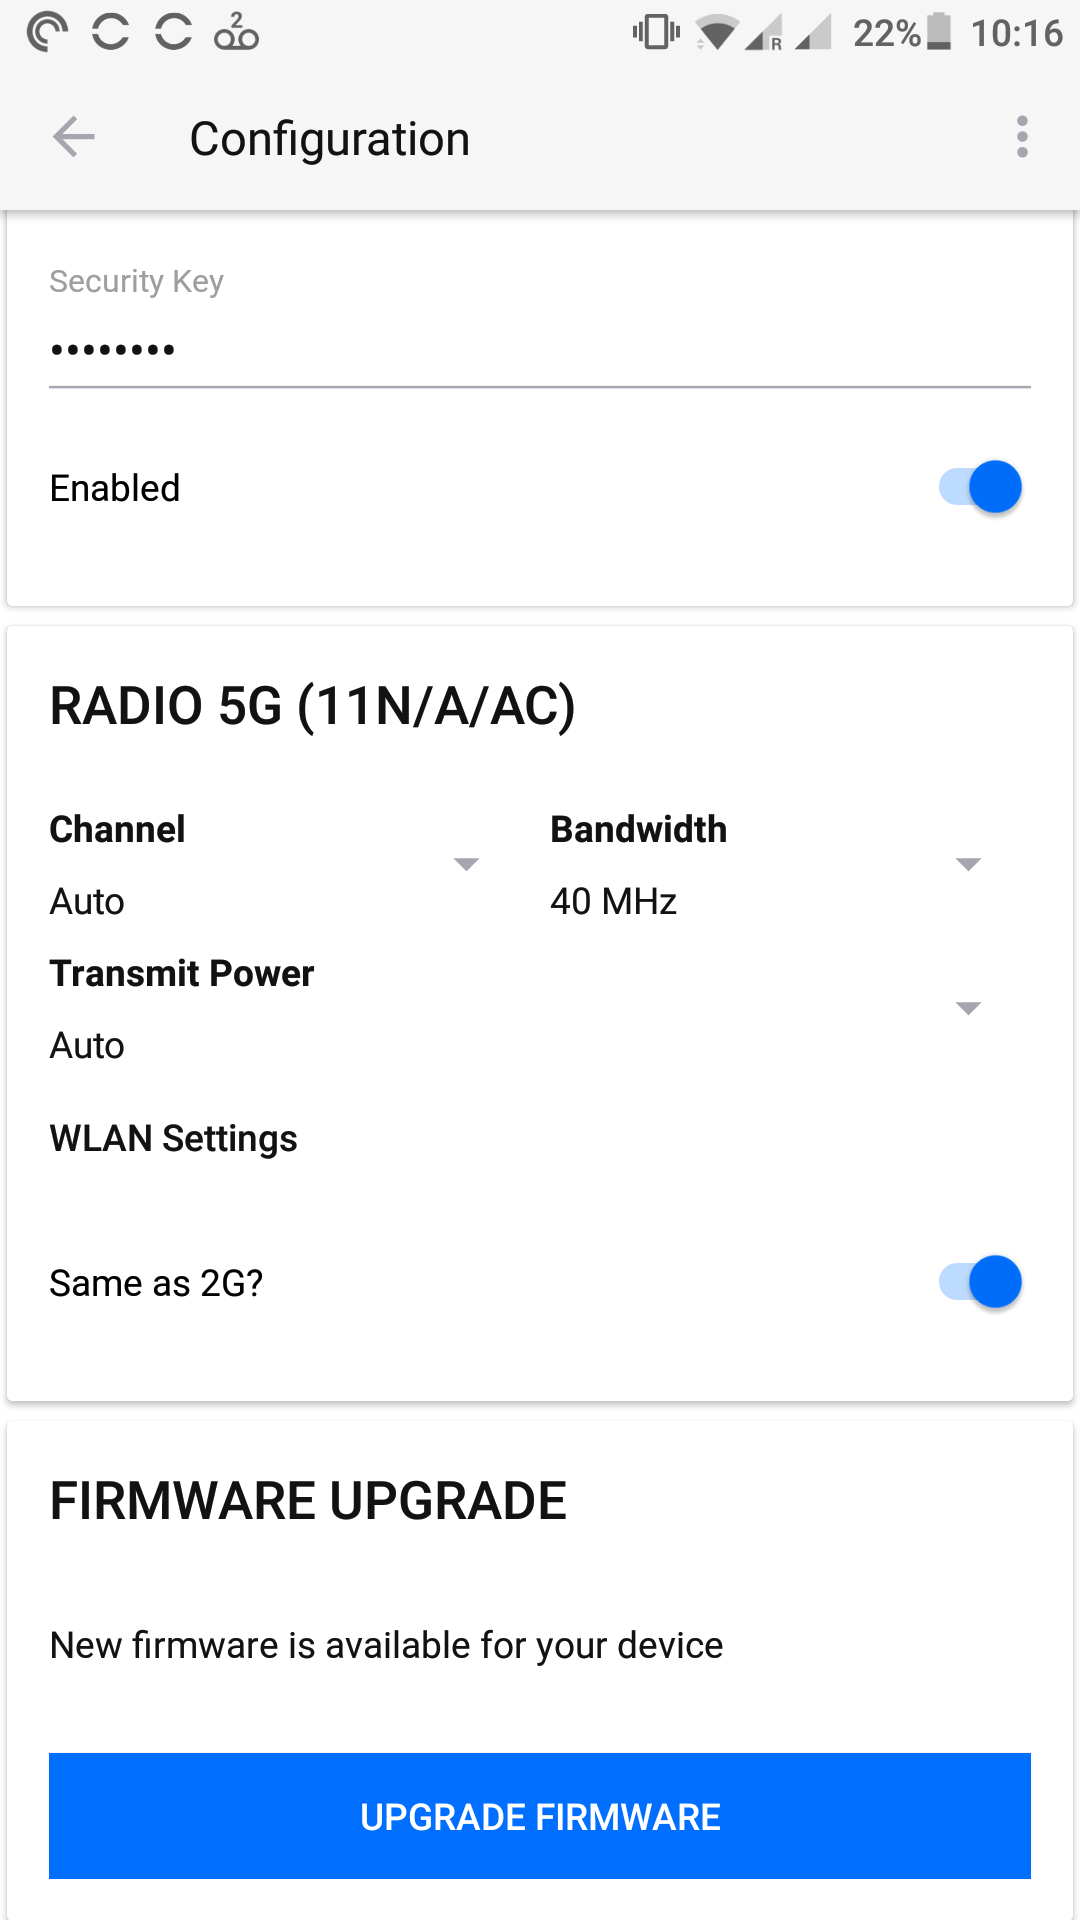 2
R
22%
10:16
Configuration
Security Key
••••••••
Enabled
RADIO 5G (11N/A/AC)
Channel
Bandwidth
Auto
40 MHz
Transmit Power
Auto
WLAN Settings
Same as 2G?
FIRMWARE UPGRADE
New firmware is available for your device
UPGRADE FIRMWARE